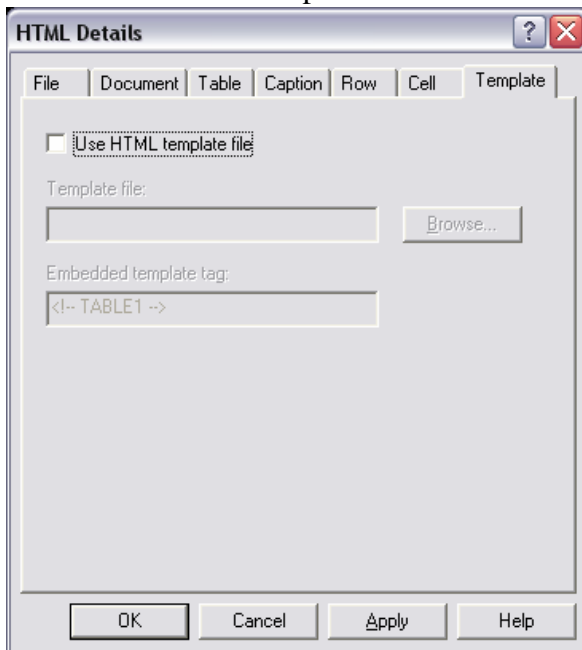 HTML Details
File Document Table Caption Row Cell Template
Use HTML template file
Template file:
Browse...
Embedded template tag:
<!-- TABLE1 -->
OK Cancel Apply Help